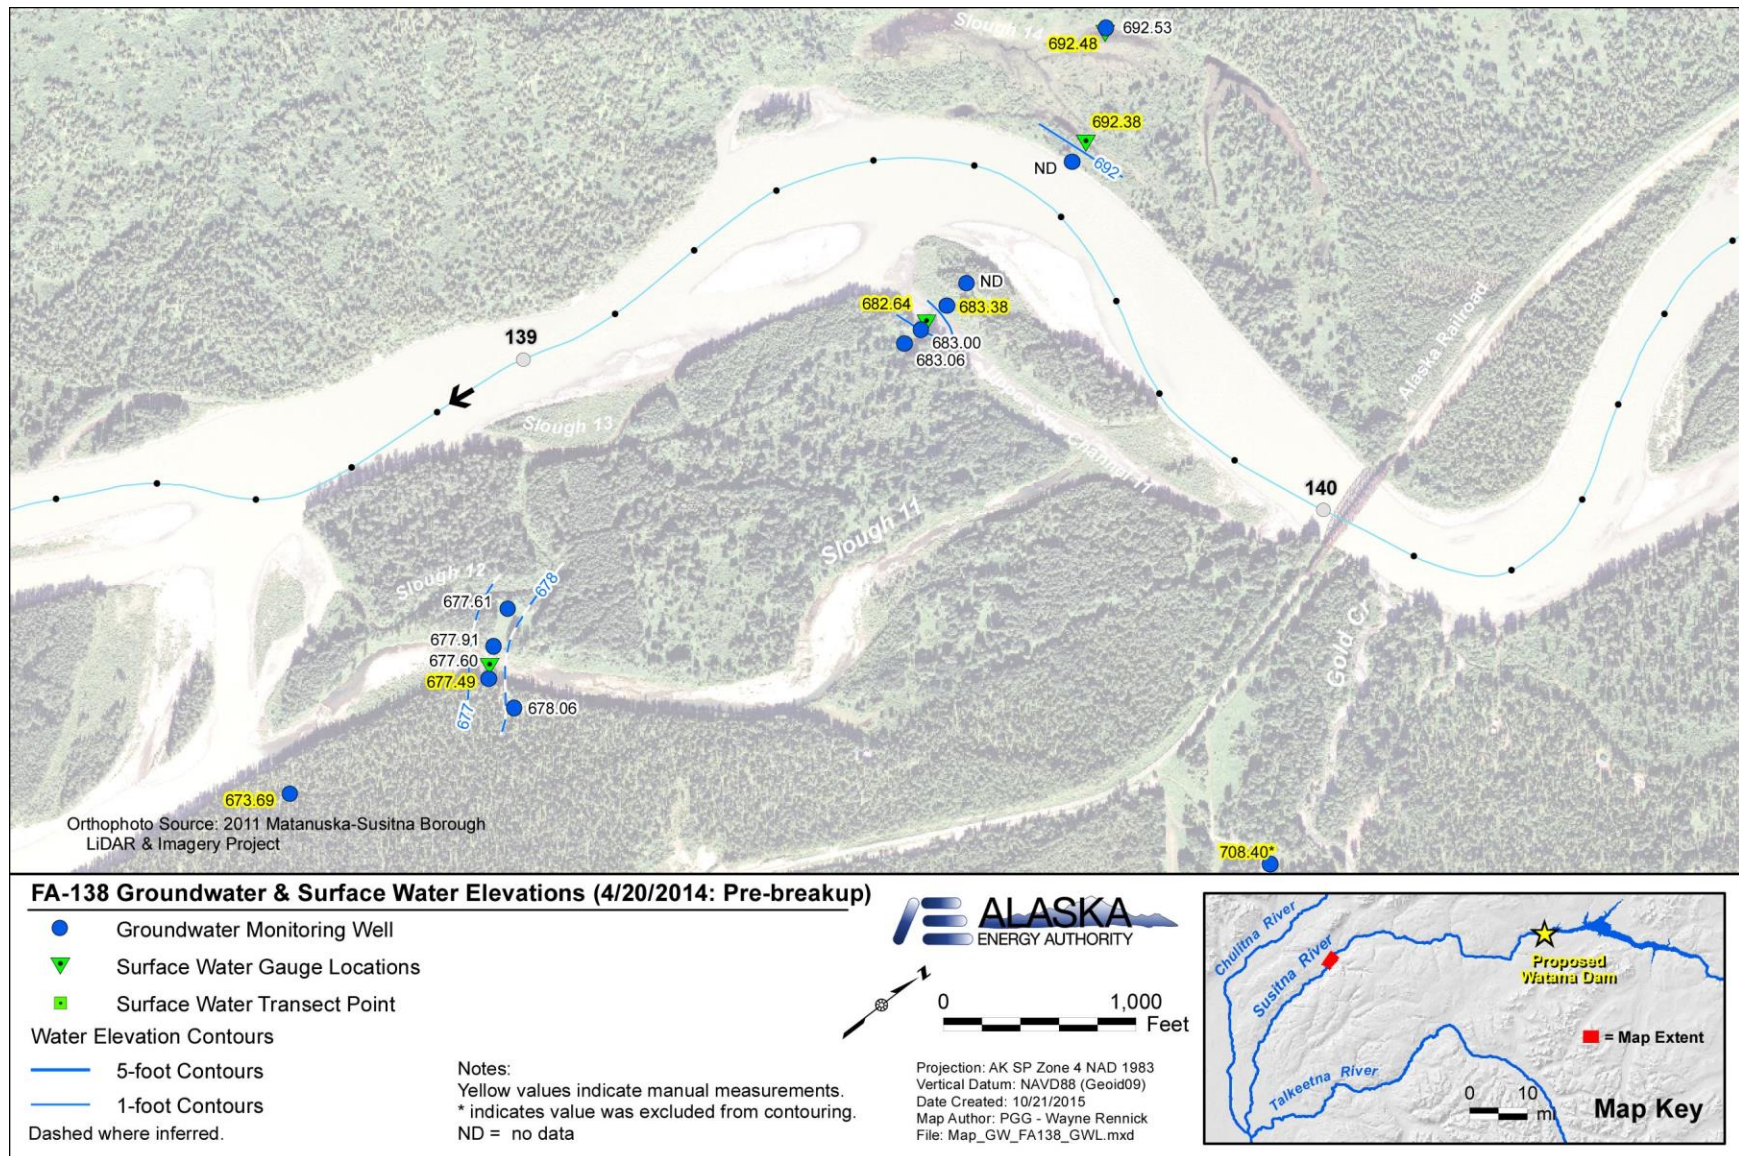 Slough 14
692.53
692.48
692.38
692
ND
ND
682.64
683.38
683.00
683.06
139
Slough 13
Upper Side Channel 11
Alaska Railroad
140
Slough 11
Slough 12
678
677.61
677.91
677.60
677.49
677
678.06
Gold Cr
673.69
708.40*
Orthophoto Source: 2011 Matanuska-Susitna Borough
LiDAR & Imagery Project
FA-138 Groundwater & Surface Water Elevations (4/20/2014: Pre-breakup)
Groundwater Monitoring Well
Surface Water Gauge Locations
Surface Water Transect Point
Water Elevation Contours
5-foot Contours
1-foot Contours
Dashed where inferred.
Notes:
Yellow values indicate manual measurements.
* indicates value was excluded from contouring.
ND = no data
ALASKA
ENERGY AUTHORITY
0 1,000
Feet
Projection: AK SP Zone 4 NAD 1983
Vertical Datum: NAVD88 (Geoid09)
Date Created: 10/21/2015
Map Author: PGG - Wayne Rennick
File: Map_GW_FA138_GWL.mxd
Chulitna River
Susitna River
Proposed
Watana Dam
= Map Extent
Talkeetna River
0 10
mi
Map Key